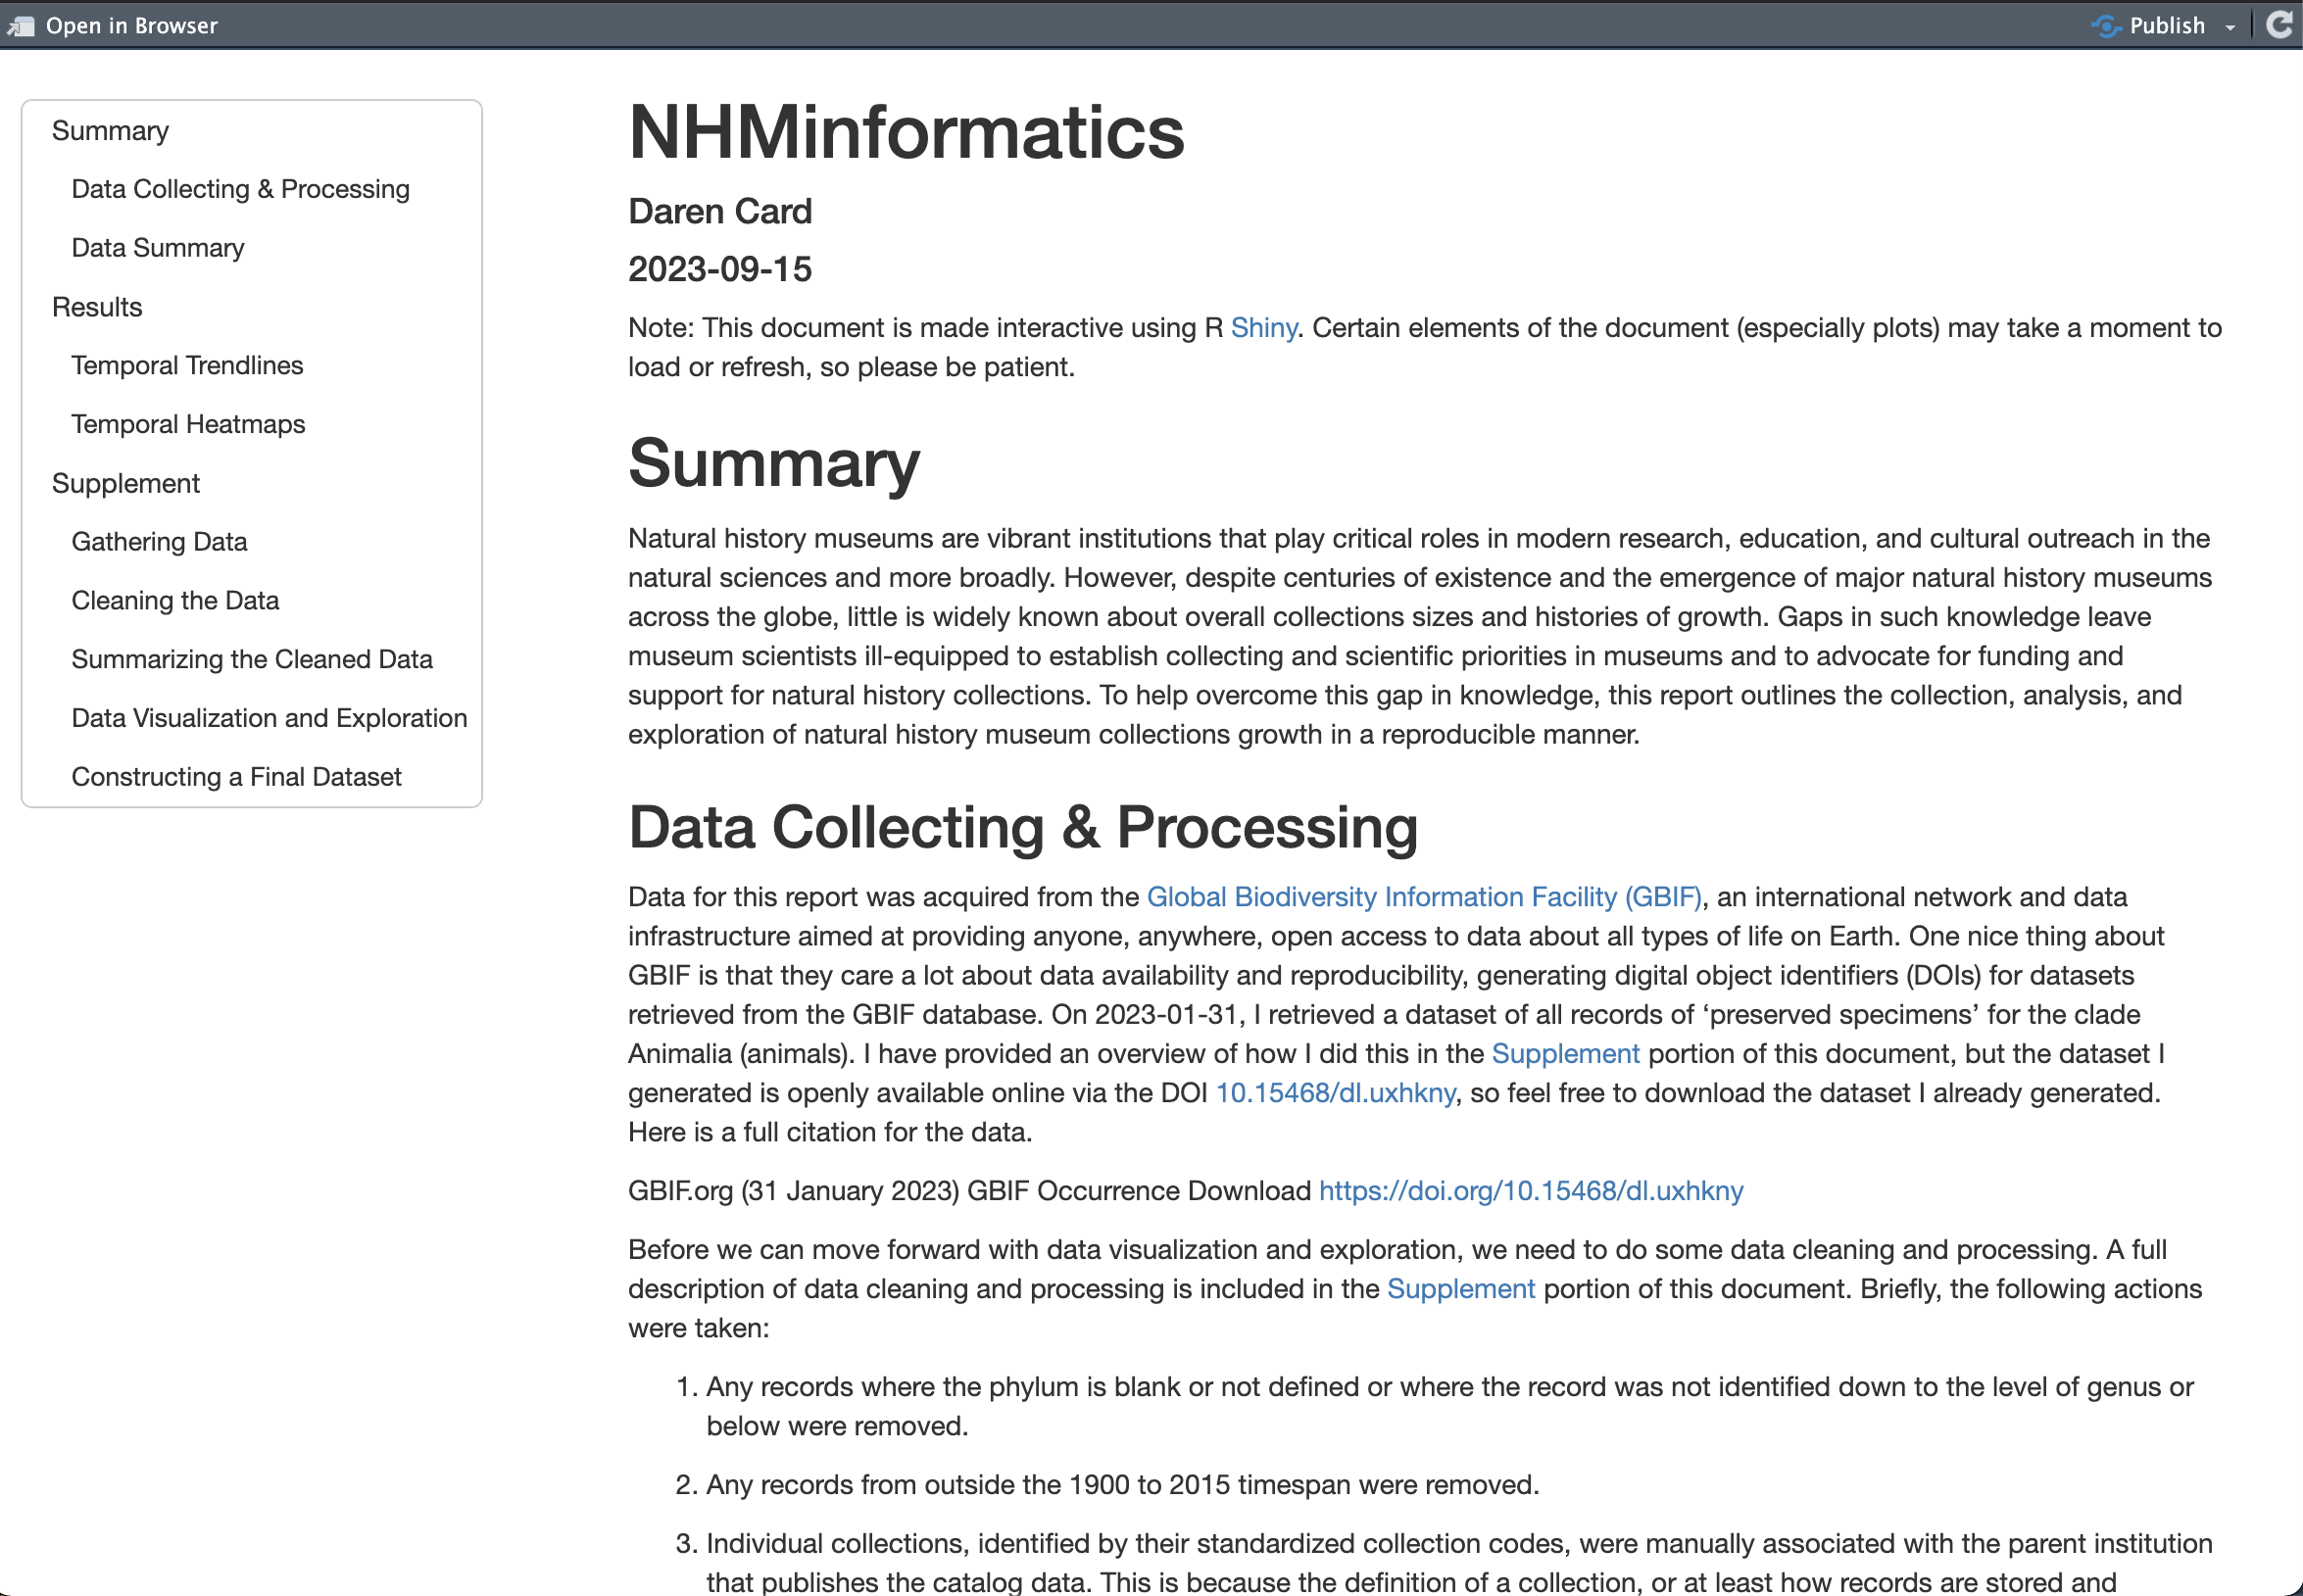 Open in Browser
Publish
Summary
Data Collecting & Processing
Data Summary
Results
Temporal Trendlines
Temporal Heatmaps
Supplement
Gathering Data
Cleaning the Data
Summarizing the Cleaned Data
Data Visualization and Exploration
Constructing a Final Dataset
NHMinformatics
Daren Card
2023-09-15
Note: This document is made interactive using R Shiny. Certain elements of the document (especially plots) may take a moment to
load or refresh, so please be patient.
Summary
Natural history museums are vibrant institutions that play critical roles in modern research, education, and cultural outreach in the
natural sciences and more broadly. However, despite centuries of existence and the emergence of major natural history museums
across the globe, little is widely known about overall collections sizes and histories of growth. Gaps in such knowledge leave
museum scientists ill-equipped to establish collecting and scientific priorities in museums and to advocate for funding and
support for natural history collections. To help overcome this gap in knowledge, this report outlines the collection, analysis, and
exploration of natural history museum collections growth in a reproducible manner.
Data Collecting & Processing
Data for this report was acquired from the Global Biodiversity Information Facility (GBIF), an international network and data
infrastructure aimed at providing anyone, anywhere, open access to data about all types of life on Earth. One nice thing about
GBIF is that they care a lot about data availability and reproducibility, generating digital object identifiers (DOIs) for datasets
retrieved from the GBIF database. On 2023-01-31, I retrieved a dataset of all records of ‘preserved specimens’ for the clade
Animalia (animals). I have provided an overview of how I did this in the Supplement portion of this document, but the dataset I
generated is openly available online via the DOI 10.15468/dl.uxhkny, so feel free to download the dataset I already generated.
Here is a full citation for the data.
GBIF.org (31 January 2023) GBIF Occurrence Download https://doi.org/10.15468/dl.uxhkny
Before we can move forward with data visualization and exploration, we need to do some data cleaning and processing. A full
description of data cleaning and processing is included in the Supplement portion of this document. Briefly, the following actions
were taken:
1. Any records where the phylum is blank or not defined or where the record was not identified down to the level of genus or
below were removed.
2. Any records from outside the 1900 to 2015 timespan were removed.
3. Individual collections, identified by their standardized collection codes, were manually associated with the parent institution
that publishes the catalog data. This is because the definition of a collection, or at least how records are stored and